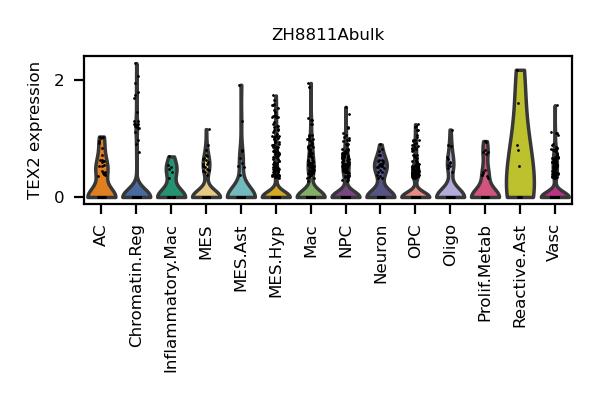 ZH8811Abulk
TEX2 expression
2
0
AC
Chromatin.Reg
Inflammatory.Mac
MES
MES.Ast
MES.Hyp
Mac
NPC
Neuron
OPC
Oligo
Prolif.Metab
Reactive.Ast
Vasc